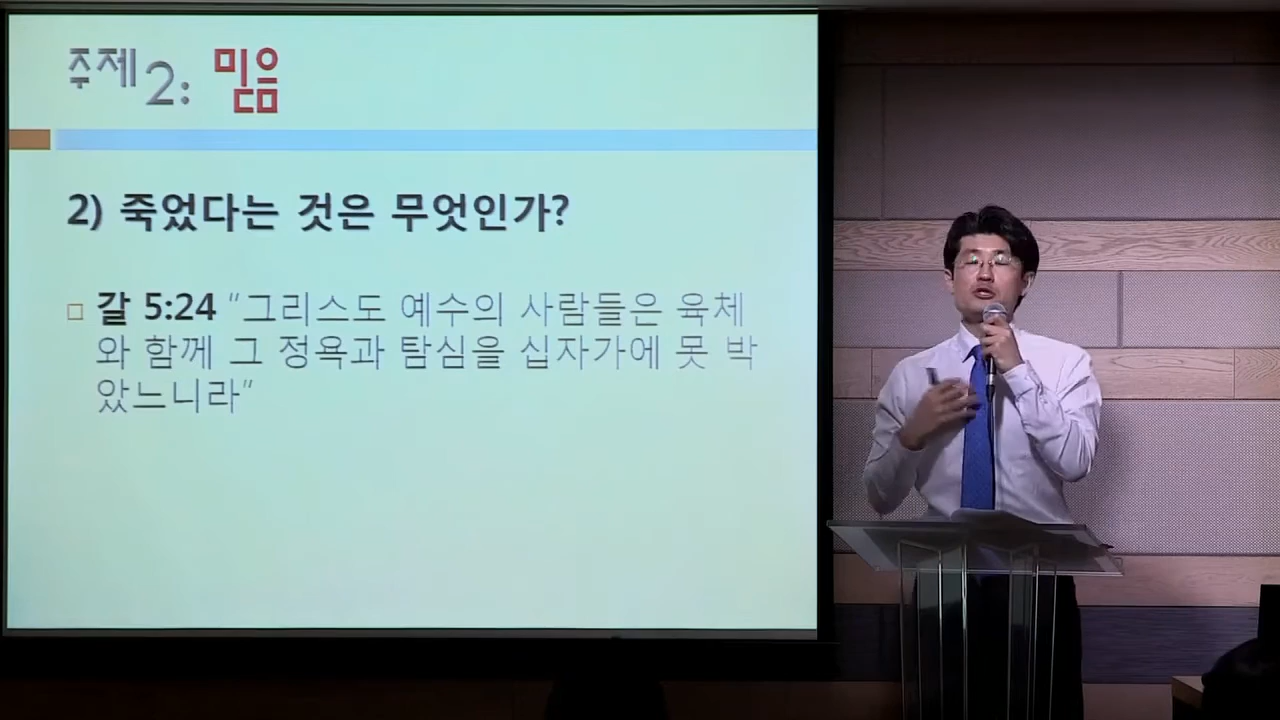 주제 2: 믿음
2) 죽었다는 것은 무엇인가?
갈 5:24 “그리스도 예수의 사람들은 육체
와 함께 그 정욕과 탐심을 십자가에 못 박
았느니라”